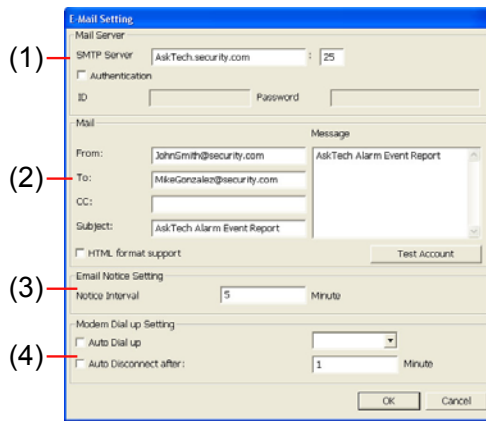 E-Mail Setting
Mail Server
(1)
SMTP Server AskTech.security.com : 25
Authentication
ID Password
Mail
Message
From: JohnSmith@security.com AskTech Alarm Event Report
(2)
To: MikeGonzalez@security.com
CC:
Subject: AskTech Alarm Event Report
HTML format support Test Account
Email Notice Setting
(3)
Notice Interval 5 Minute
Modem Dial up Setting
Auto Dial up
(4)
Auto Disconnect after: 1 Minute
OK Cancel